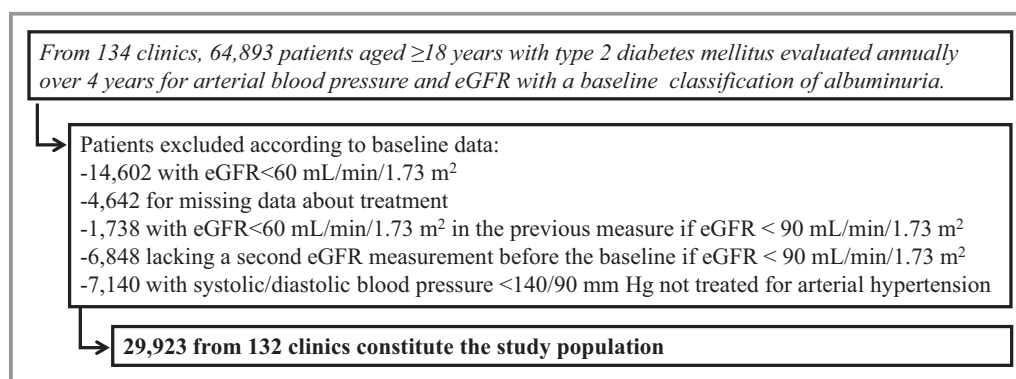 From 134 clinics, 64,893 patients aged ≥18 years with type 2 diabetes mellitus evaluated annually
over 4 years for arterial blood pressure and eGFR with a baseline classification of albuminuria.
Patients excluded according to baseline data:
-14,602 with eGFR<60 mL/min/1.73 m²
-4,642 for missing data about treatment
-1,738 with eGFR<60 mL/min/1.73 m² in the previous measure if eGFR < 90 mL/min/1.73 m²
-6,848 lacking a second eGFR measurement before the baseline if eGFR < 90 mL/min/1.73 m²
-7,140 with systolic/diastolic blood pressure <140/90 mm Hg not treated for arterial hypertension
29,923 from 132 clinics constitute the study population